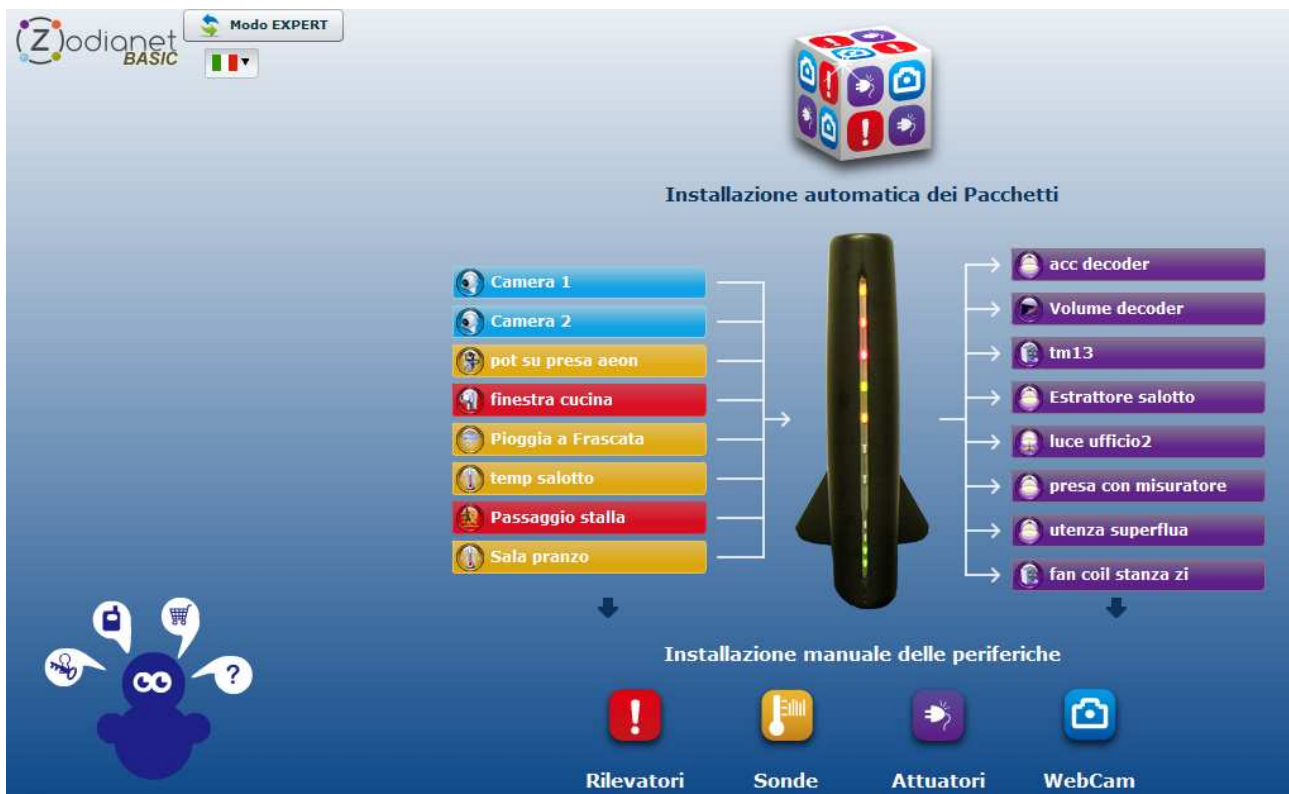 Zodianet
BASIC
Modo EXPERT
Installazione automatica dei Pacchetti
Camera 1
Camera 2
pot su presa aeon
finestra cucina
Pioggia a Frascata
temp salotto
Passaggio stalla
Sala pranzo
acc decoder
Volume decoder
tm13
Estrattore salotto
luce ufficio2
presa con misuratore
utenza superflua
fan coil stanza zi
?
Installazione manuale delle periferiche
Rilevatori
Sonde
Attuatori
WebCam